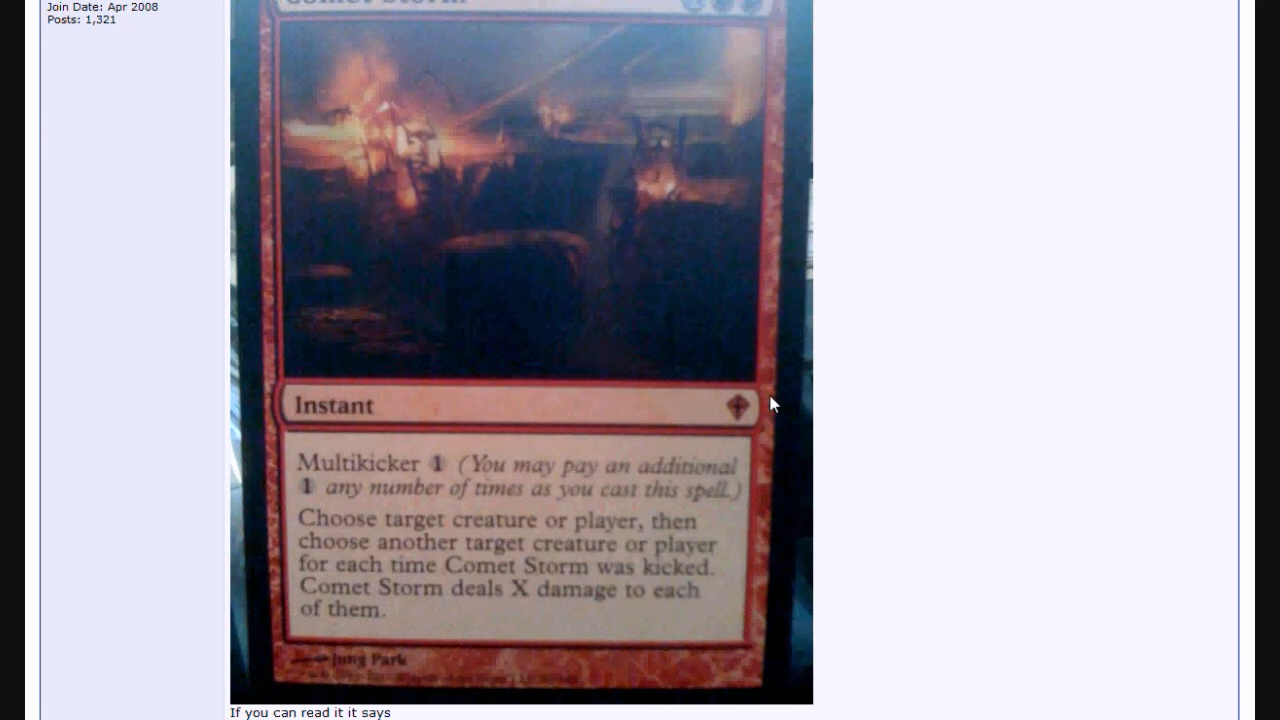 Join Date: Apr 2008
Posts: 1,321
Comet Storm
Instant
Multikicker 1 (You may pay an additional
1 any number of times as you cast this spell.)
Choose target creature or player, then
choose another target creature or player
for each time Comet Storm was kicked.
Comet Storm deals X damage to each
of them.
Jung Park
If you can read it it says